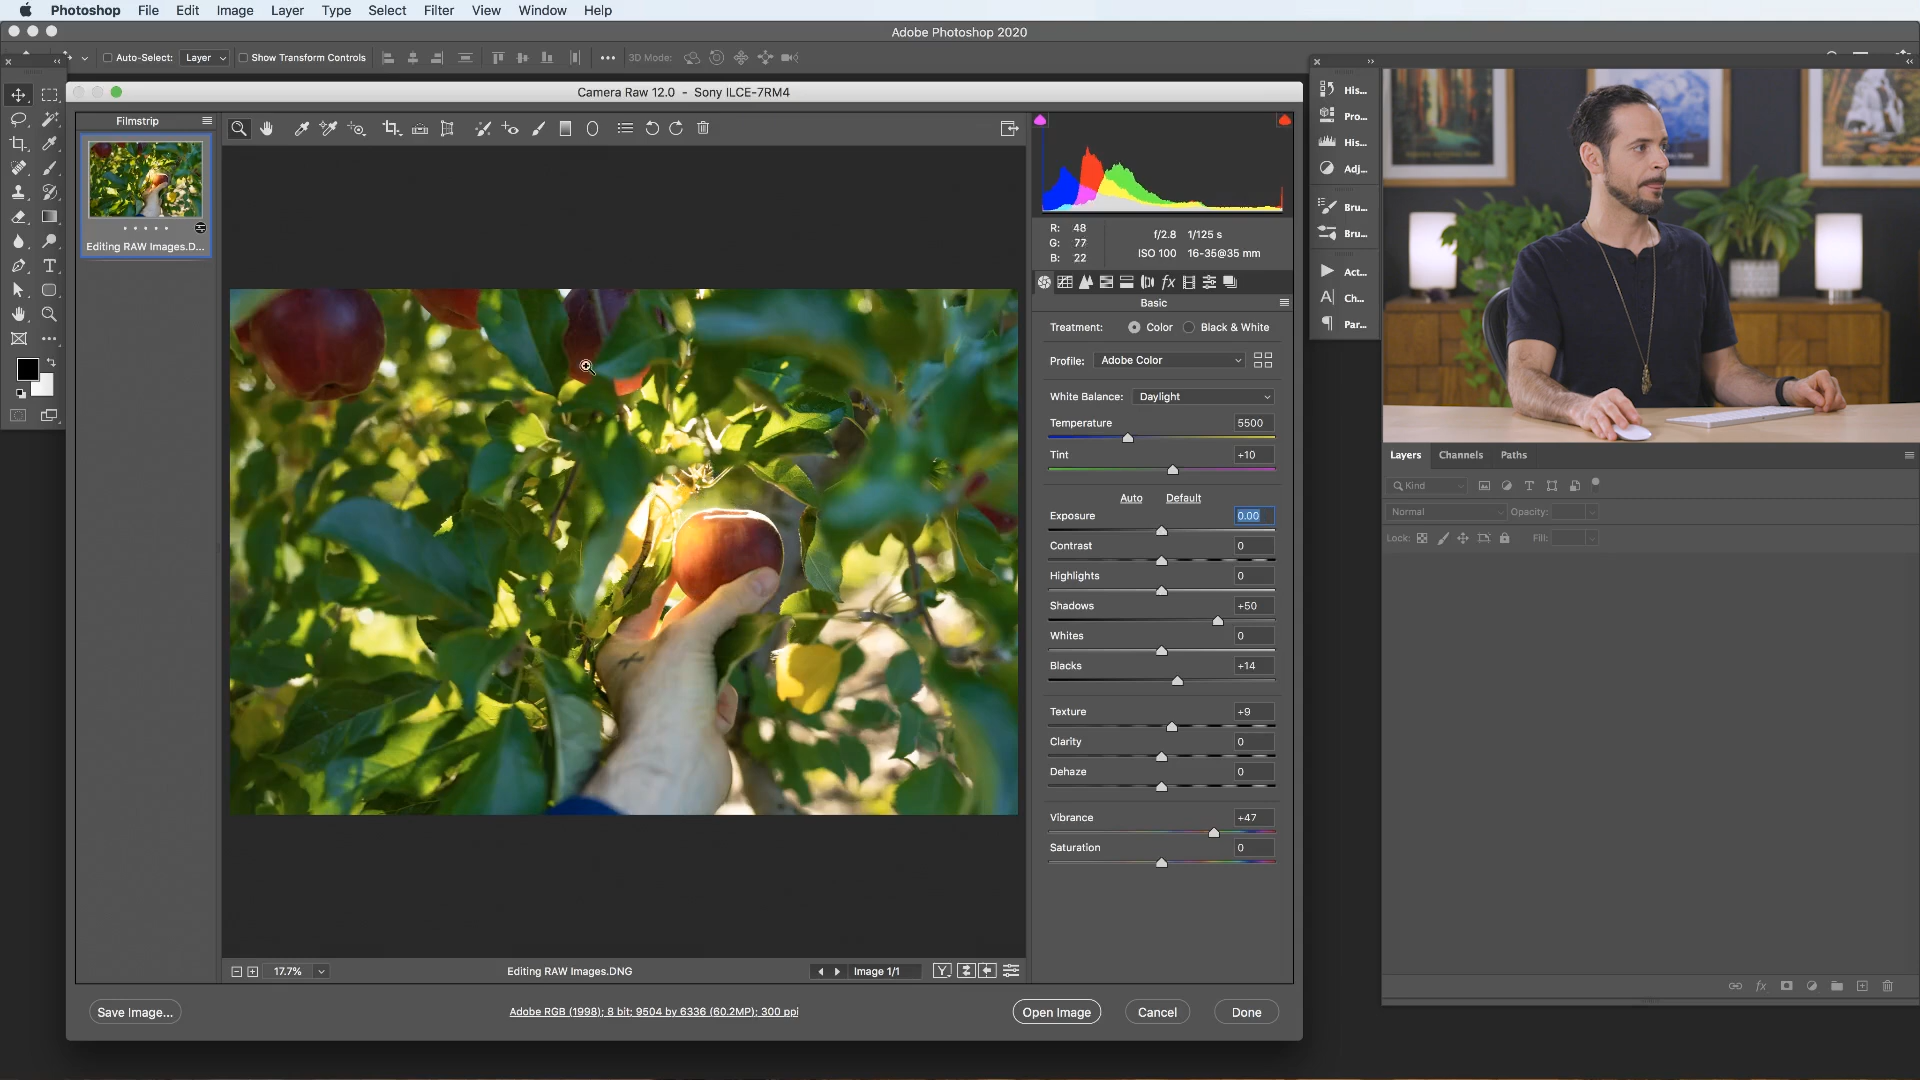 Photoshop File Edit Image Layer Type Select Filter View Window Help
Adobe Photoshop 2020
Auto-Select: Layer Show Transform Controls 3D Mode:
Camera Raw 12.0 - Sony ILCE-7RM4
Filmstrip
Editing RAW Images.D...
R: 48
G: 77
B: 22
f/2.8 1/125 s
ISO 100 16-35@35 mm
Basic
Treatment: Color Black & White
Profile: Adobe Color
White Balance: Daylight
Temperature 5500
Tint +10
Auto Default
Exposure 0.00
Contrast 0
Highlights 0
Shadows +50
Whites 0
Blacks +14
Texture +9
Clarity 0
Dehaze 0
Vibrance +47
Saturation 0
17.7%
Editing RAW Images.DNG
Image 1/1
Save Image...
Adobe RGB (1998); 8 bit; 9504 by 6336 (60.2MP); 300 ppi
Open Image Cancel Done
His...
Pro...
His...
Adj...
Bru...
Bru...
Act...
Ch...
Par...
Layers Channels Paths
Kind
Normal Opacity:
Lock: Fill: